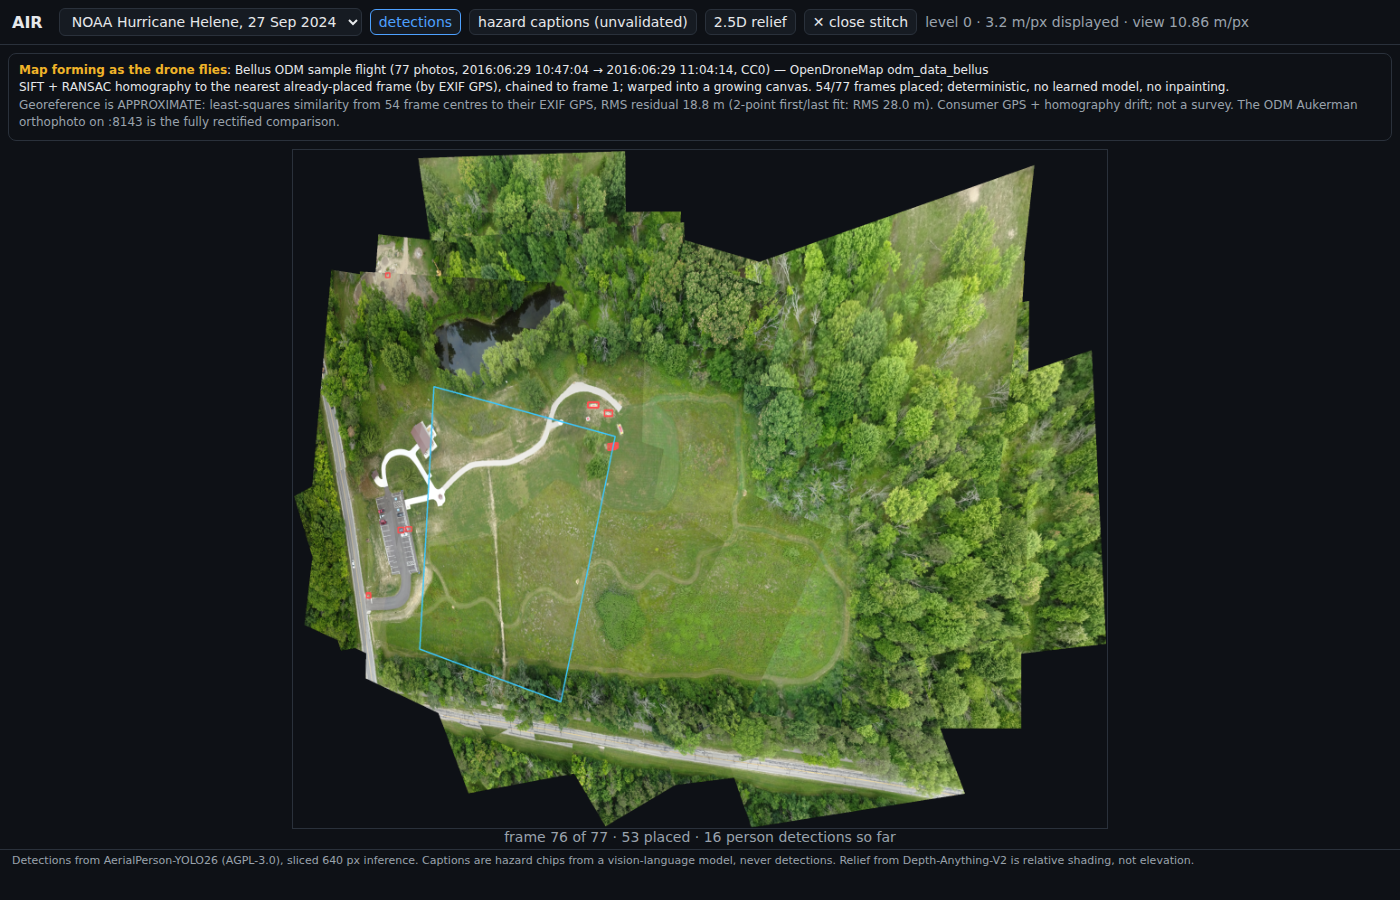 AIR
NOAA Hurricane Helene, 27 Sep 2024
detections
hazard captions (unvalidated)
2.5D relief
✕ close stitch
level 0 · 3.2 m/px displayed · view 10.86 m/px
Map forming as the drone flies: Bellus ODM sample flight (77 photos, 2016:06:29 10:47:04 → 2016:06:29 11:04:14, CC0) — OpenDroneMap odm_data_bellus
SIFT + RANSAC homography to the nearest already-placed frame (by EXIF GPS), chained to frame 1; warped into a growing canvas. 54/77 frames placed; deterministic, no learned model, no inpainting.
Georeference is APPROXIMATE: least-squares similarity from 54 frame centres to their EXIF GPS, RMS residual 18.8 m (2-point first/last fit: RMS 28.0 m). Consumer GPS + homography drift; not a survey. The ODM Aukerman
orthophoto on :8143 is the fully rectified comparison.
frame 76 of 77 · 53 placed · 16 person detections so far
Detections from AerialPerson-YOLO26 (AGPL-3.0), sliced 640 px inference. Captions are hazard chips from a vision-language model, never detections. Relief from Depth-Anything-V2 is relative shading, not elevation.